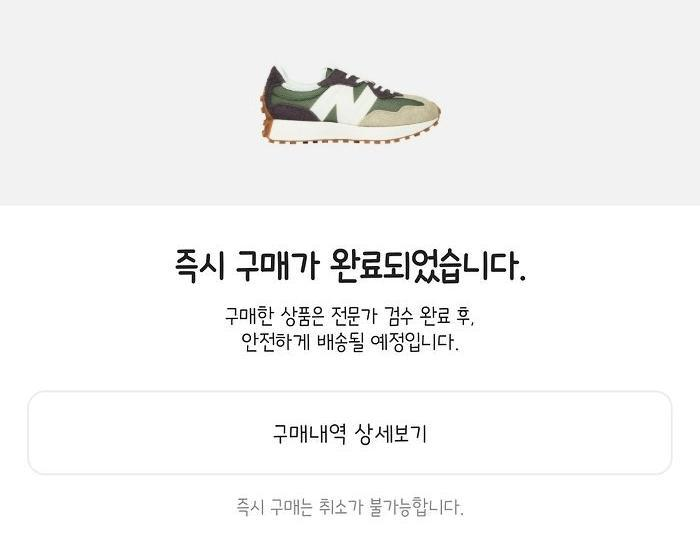 즉시 구매가 완료되었습니다.
구매한 상품은 전문가 검수 완료 후,
안전하게 배송될 예정입니다.
구매내역 상세보기
즉시 구매는 취소가 불가능합니다.